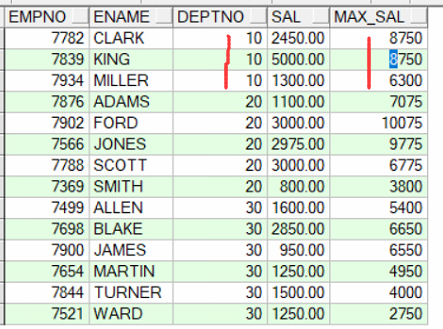 EMPNO ENAME DEPTNO SAL MAX_SAL
7782 CLARK 10 2450.00 8750
7839 KING 10 5000.00 8750
7934 MILLER 10 1300.00 6300
7876 ADAMS 20 1100.00 7075
7902 FORD 20 3000.00 10075
7566 JONES 20 2975.00 9775
7788 SCOTT 20 3000.00 6775
7369 SMITH 20 800.00 3800
7499 ALLEN 30 1600.00 5400
7698 BLAKE 30 2850.00 6650
7900 JAMES 30 950.00 6550
7654 MARTIN 30 1250.00 4950
7844 TURNER 30 1500.00 4000
7521 WARD 30 1250.00 2750